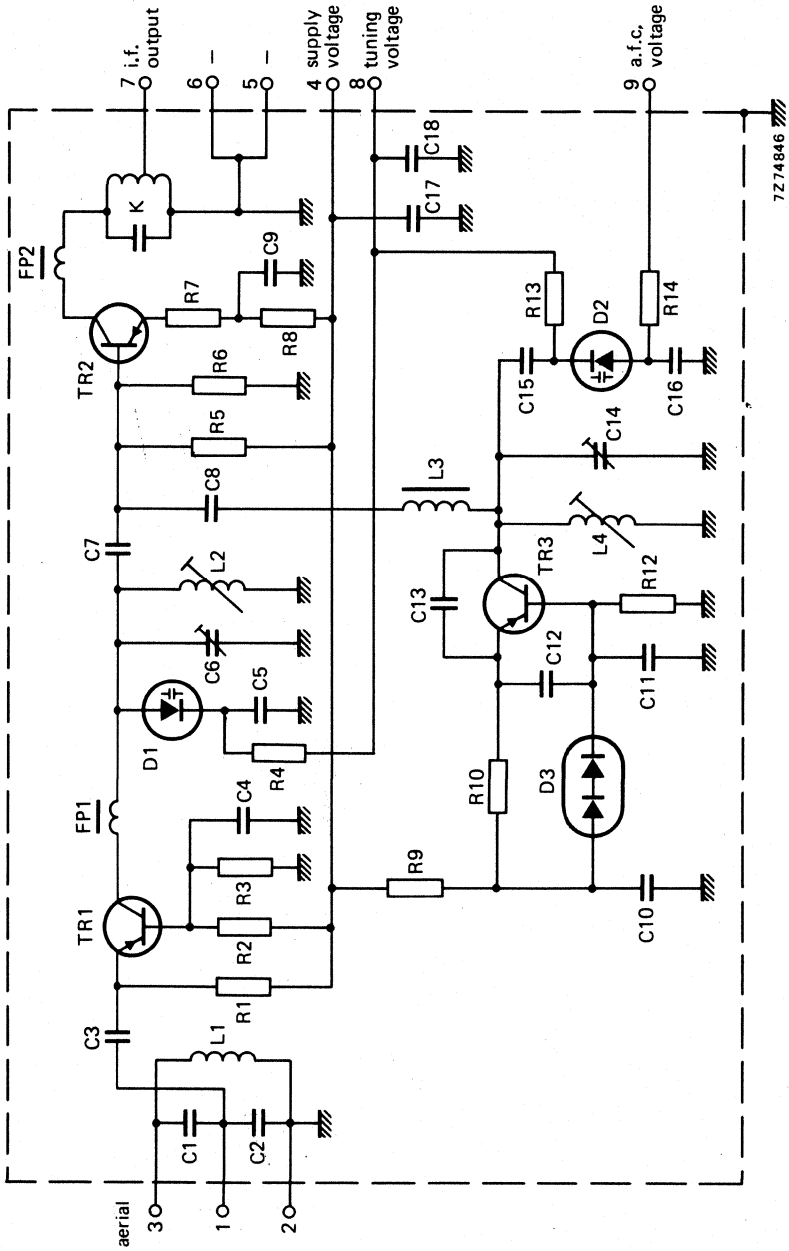 7 i.f. output
6 –
5 –
4 supply voltage
8 tuning voltage
9 a.f.c, voltage
FP2
K
C18
C17
C9
R7
R8
TR2
R6
R5
C8
C7
L2
C6
D1
C5
R4
FP1
C4
R3
R2
R1
TR1
C3
L1
C1
C2
aerial
3
1
2
R13
D2
R14
C15
C16
C14
L3
L4
TR3
R12
C13
C12
C11
R10
D3
R9
C10
7Z74846